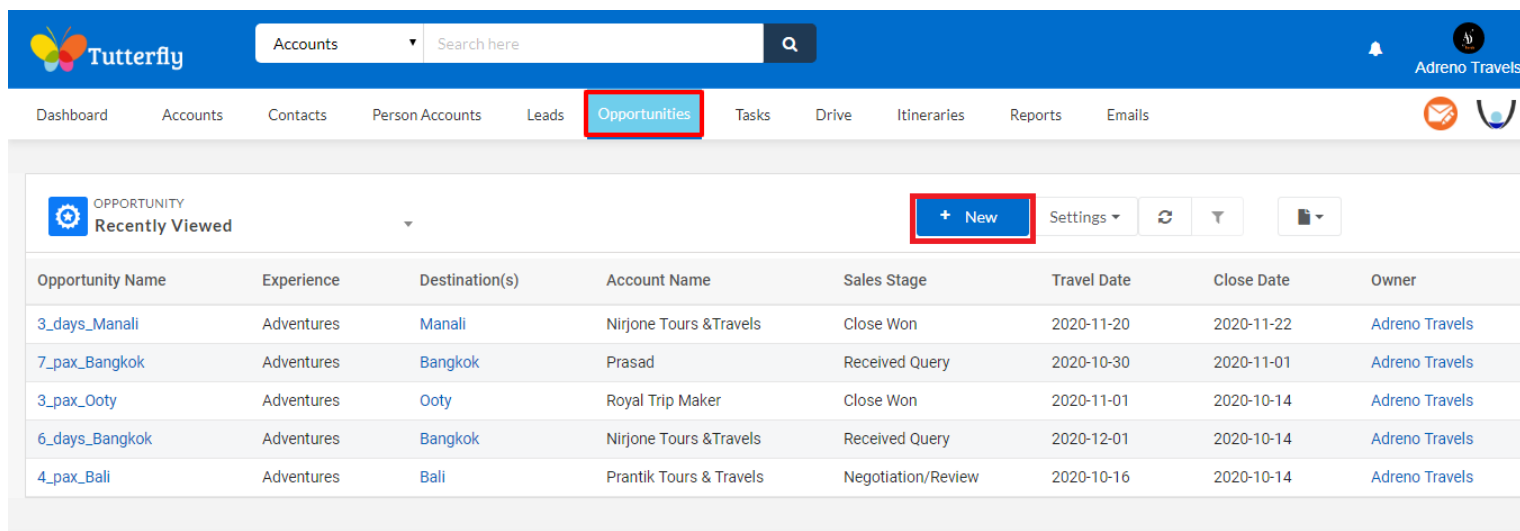 Tutterfly
Accounts Search here
Adreno Travels
Dashboard Accounts Contacts Person Accounts Leads Opportunities Tasks Drive Itineraries Reports Emails
OPPORTUNITY
Recently Viewed
+ New Settings
Opportunity Name Experience Destination(s) Account Name Sales Stage Travel Date Close Date Owner
3_days_Manali Adventures Manali Nirjone Tours &Travels Close Won 2020-11-20 2020-11-22 Adreno Travels
7_pax_Bangkok Adventures Bangkok Prasad Received Query 2020-10-30 2020-11-01 Adreno Travels
3_pax_Ooty Adventures Ooty Royal Trip Maker Close Won 2020-11-01 2020-10-14 Adreno Travels
6_days_Bangkok Adventures Bangkok Nirjone Tours &Travels Received Query 2020-12-01 2020-10-14 Adreno Travels
4_pax_Bali Adventures Bali Prantik Tours & Travels Negotiation/Review 2020-10-16 2020-10-14 Adreno Travels